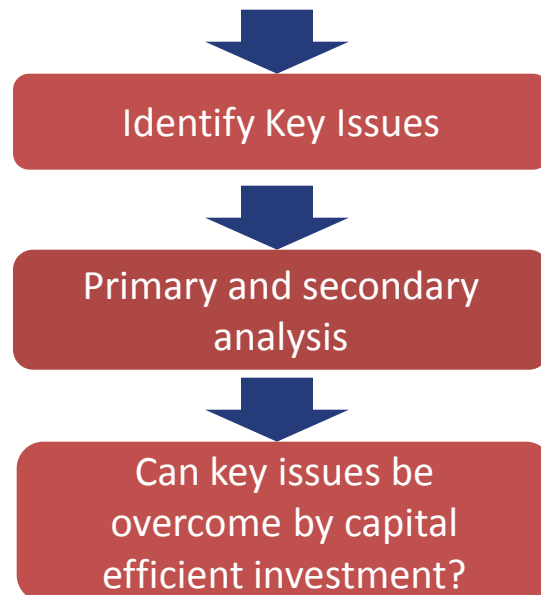 Identify Key Issues
Primary and secondary
analysis
Can key issues be
overcome by capital
efficient investment?